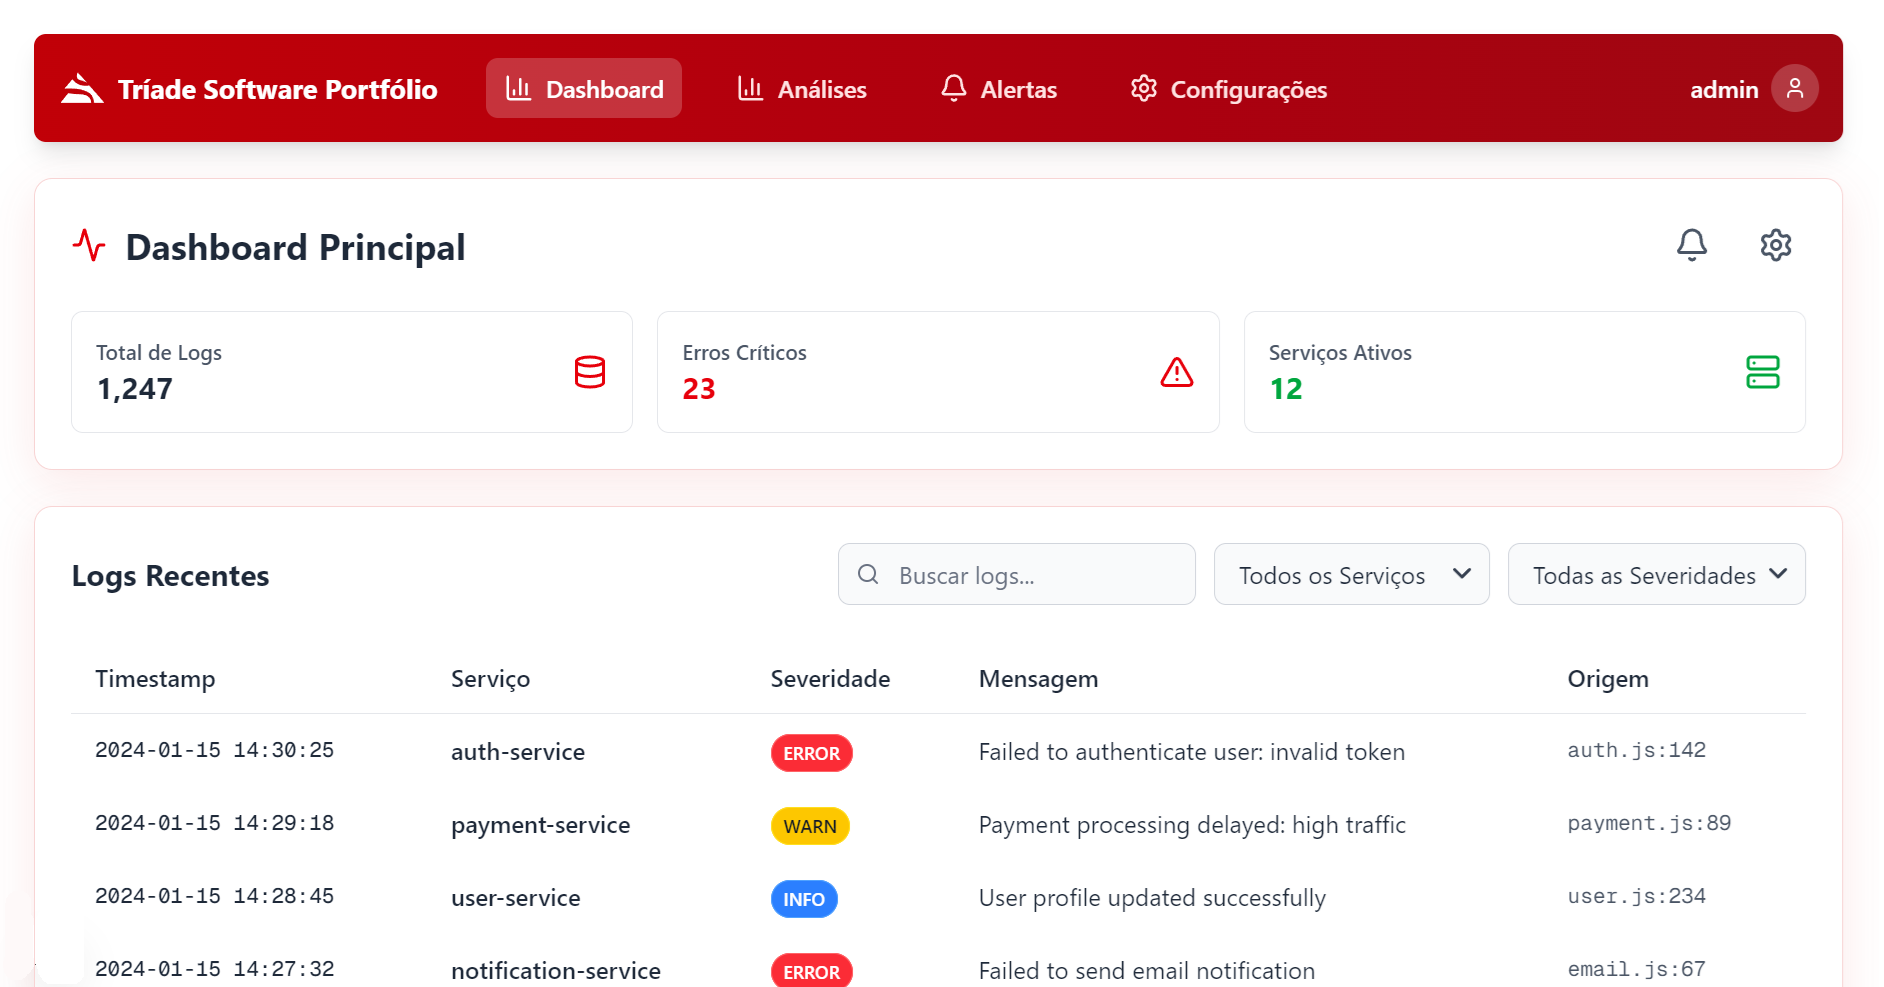 Tríade Software Portfólio
Dashboard
Análises
Alertas
Configurações
admin
Dashboard Principal
Total de Logs
1,247
Erros Críticos
23
Serviços Ativos
12
Logs Recentes
Buscar logs...
Todos os Serviços
Todas as Severidades
Timestamp Serviço Severidade Mensagem Origem
2024-01-15 14:30:25 auth-service ERROR Failed to authenticate user: invalid token auth.js:142
2024-01-15 14:29:18 payment-service WARN Payment processing delayed: high traffic payment.js:89
2024-01-15 14:28:45 user-service INFO User profile updated successfully user.js:234
2024-01-15 14:27:32 notification-service ERROR Failed to send email notification email.js:67